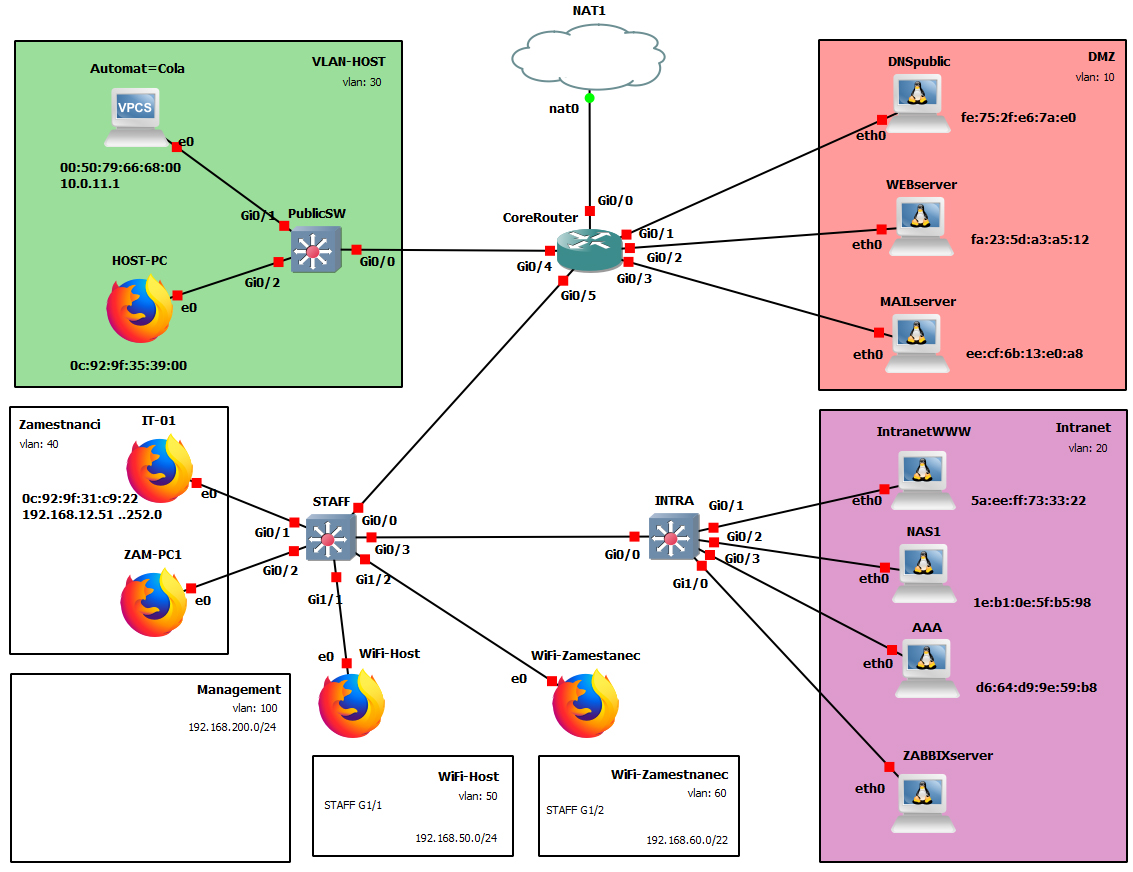 NAT1
nat0
VLAN-HOST
vlan: 30
Automat=Cola
VPCS
e0
00:50:79:66:68:00
10.0.11.1
Gi0/1
PublicSW
Gi0/0
Gi0/2
HOST-PC
e0
0c:92:9f:35:39:00
CoreRouter
Gi0/0
Gi0/1
Gi0/2
Gi0/3
Gi0/4
Gi0/5
DMZ
vlan: 10
DNSpublic
eth0
fe:75:2f:e6:7a:e0
WEBserver
eth0
fa:23:5d:a3:a5:12
MAILserver
eth0
ee:cf:6b:13:e0:a8
Zamestnanci
vlan: 40
IT-01
e0
0c:92:9f:31:c9:22
192.168.12.51 ..252.0
ZAM-PC1
e0
STAFF
Gi0/0
Gi0/1
Gi0/3
Gi0/2
Gi1/1
Gi1/2
INTRA
Gi0/0
Gi0/1
Gi0/2
Gi0/3
Gi1/0
Intranet
vlan: 20
IntranetWWW
eth0
5a:ee:ff:73:33:22
NAS1
eth0
1e:b1:0e:5f:b5:98
AAA
eth0
d6:64:d9:9e:59:b8
ZABBIXserver
eth0
e0
WiFi-Host
WiFi-Zamestanec
e0
Management
vlan: 100
192.168.200.0/24
WiFi-Host
vlan: 50
STAFF G1/1
192.168.50.0/24
WiFi-Zamestnanec
vlan: 60
STAFF G1/2
192.168.60.0/22